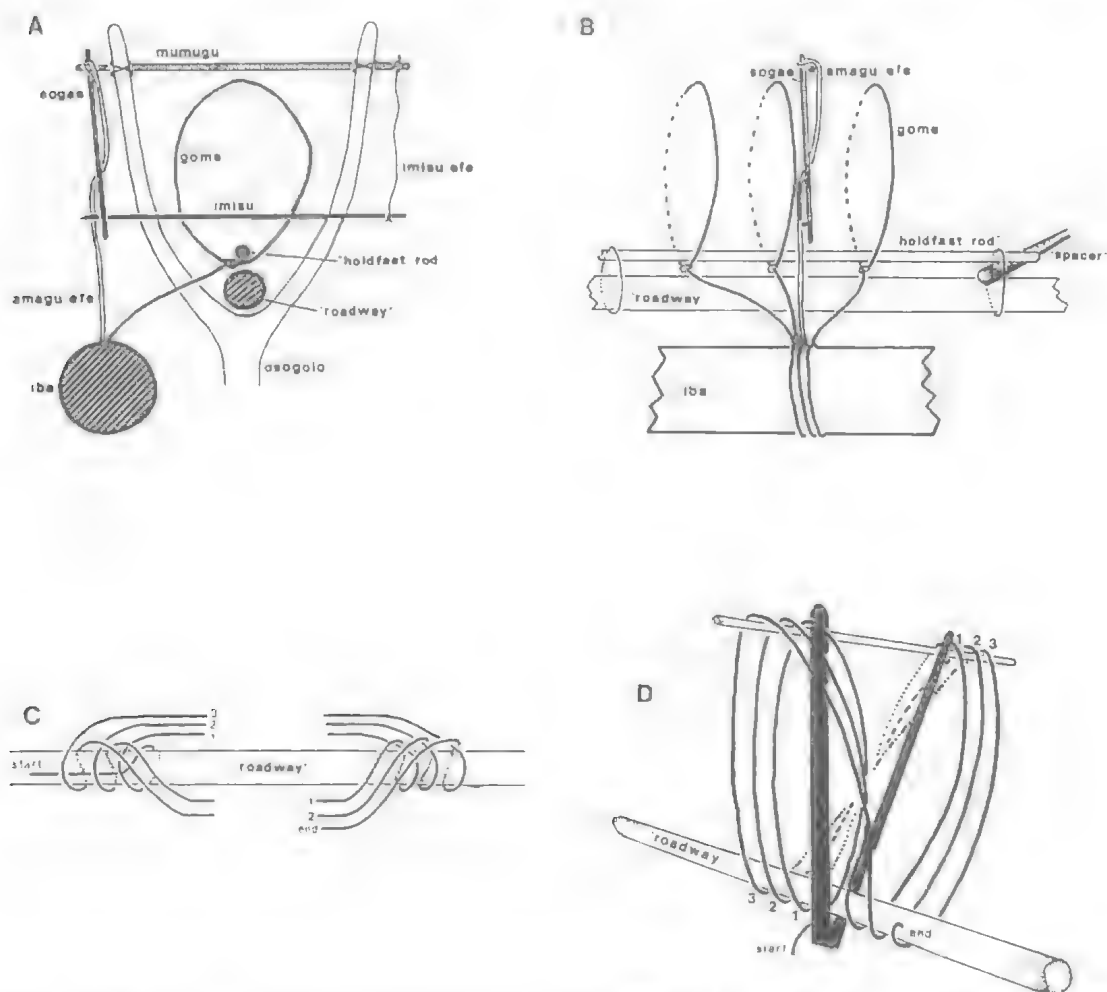 A
mumugu
sogae
gome
imisu efe
imisu
'holdfast rod
amagu efe
'roadway'
asogolo
iba
B
sogae
amagu efe
gome
'holdfast rod'
'spacer'
'roadway'
iba
C
3
2
1
start
'roadway'
1
2
end
D
1 2 3
'roadway
3 2 1
end
start